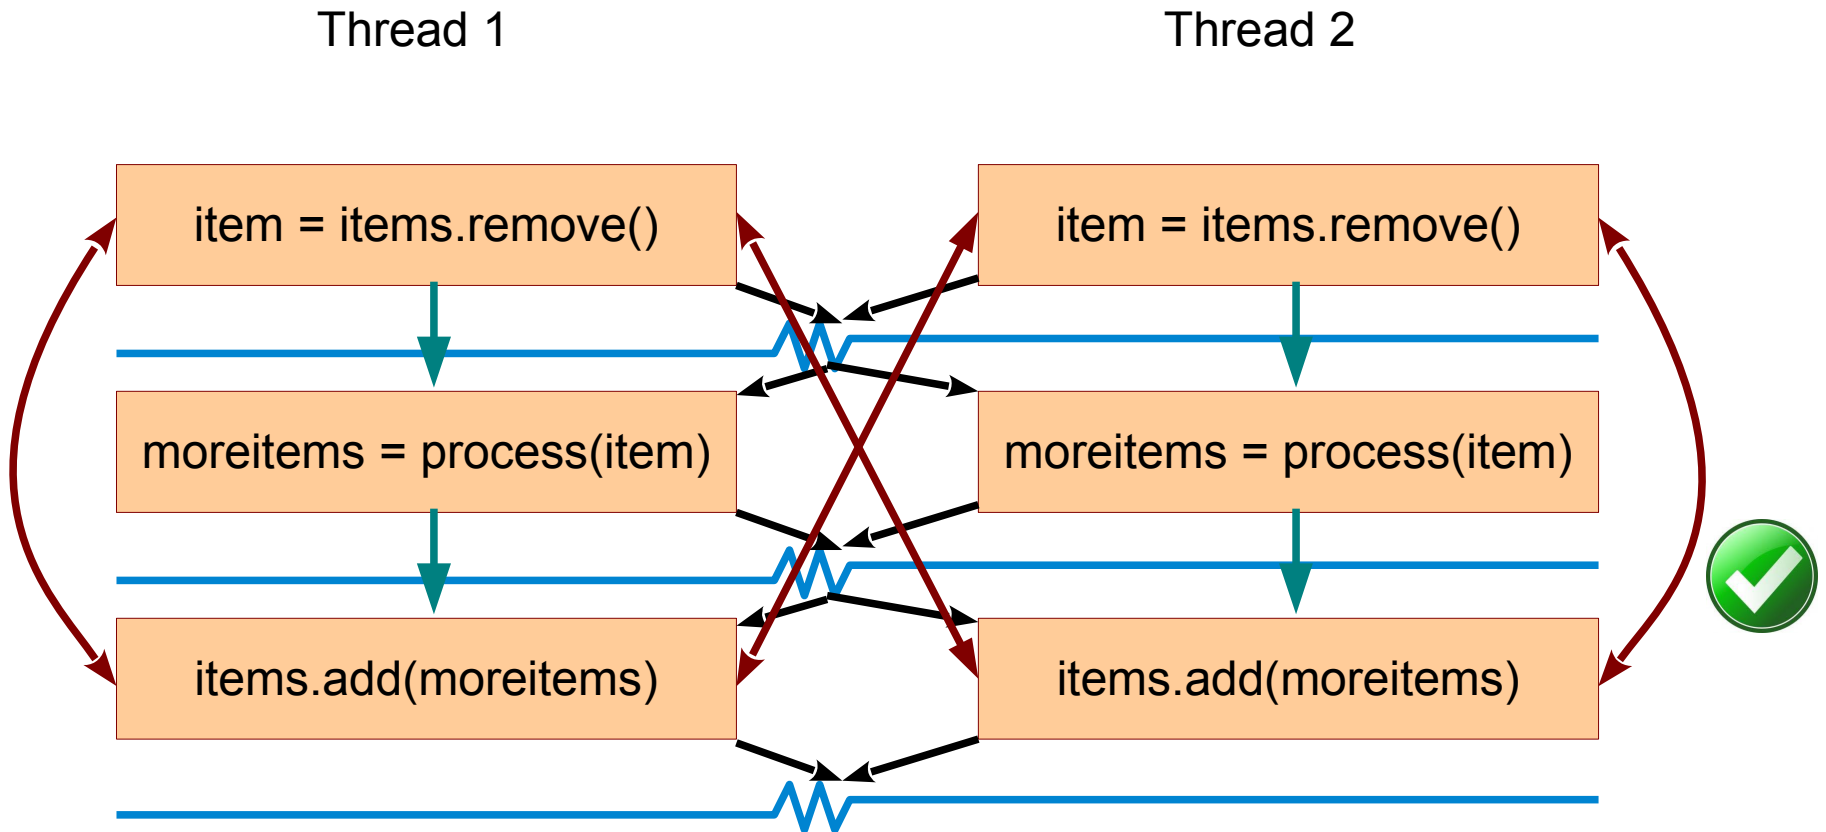 Thread 1
Thread 2
item = items.remove()
item = items.remove()
moreitems = process(item)
moreitems = process(item)
items.add(moreitems)
items.add(moreitems)